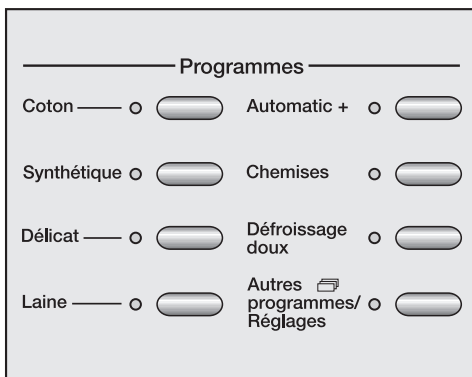 Programmes
Coton
Automatic +
Synthétique
Chemises
Délicat
Défroissage
doux
Laine
Autres
programmes/
Réglages